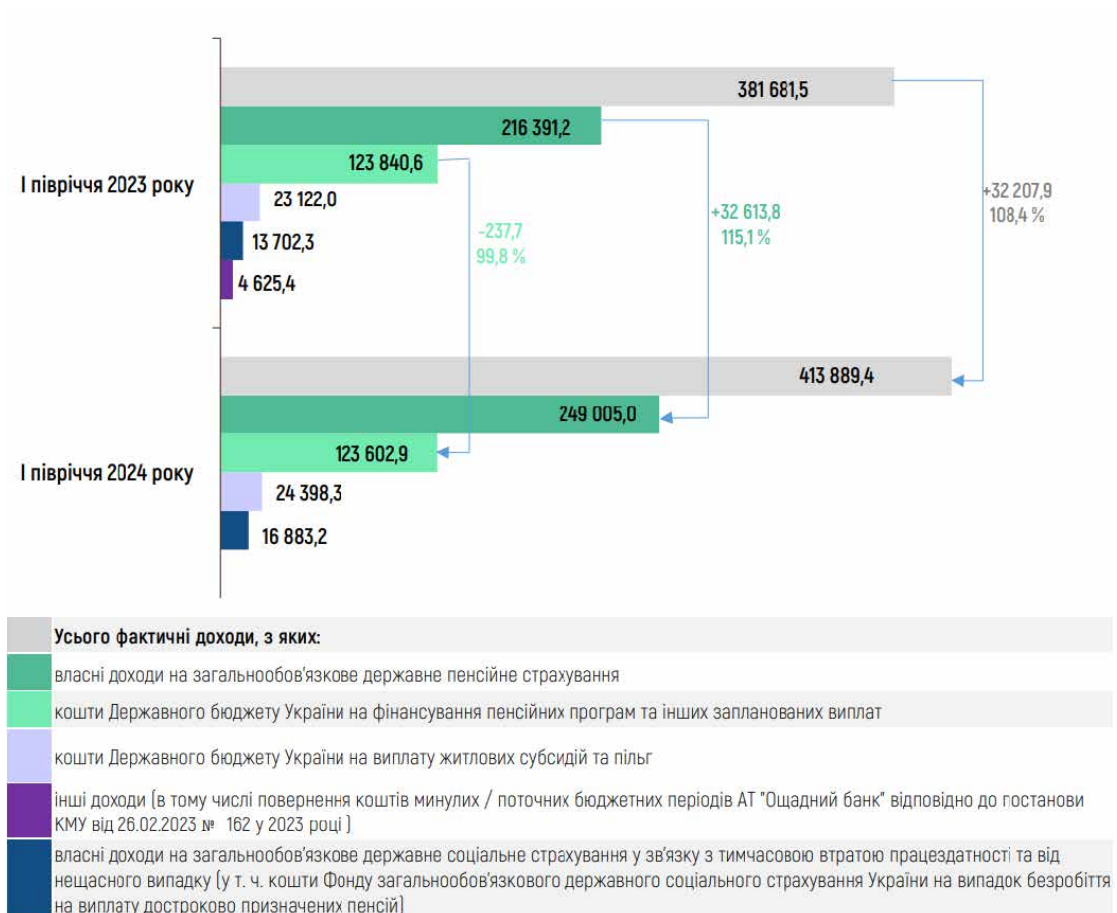 381 681,5
216 391,2
123 840,6
І півріччя 2023 року
23 122,0
13 702,3
4 625,4
-237,7
99,8 %
+32 613,8
115,1 %
+32 207,9
108,4 %
413 889,4
249 005,0
123 602,9
І півріччя 2024 року
24 398,3
16 883,2
Усього фактичні доходи, з яких:
власні доходи на загальнообов'язкове державне пенсійне страхування
кошти Державного бюджету України на фінансування пенсійних програм та інших запланованих виплат
кошти Державного бюджету України на виплату житлових субсидій та пільг
інші доходи (в тому числі повернення коштів минулих / поточних бюджетних періодів АТ "Ощадний банк" відповідно до постанови
КМУ від 26.02.2023 № 162 у 2023 році )
власні доходи на загальнообов'язкове державне соціальне страхування у зв'язку з тимчасовою втратою працездатності та від
нещасного випадку (у т. ч. кошти Фонду загальнообов'язкового державного соціального страхування України на випадок безробіття
на виплату достроково призначених пенсій)